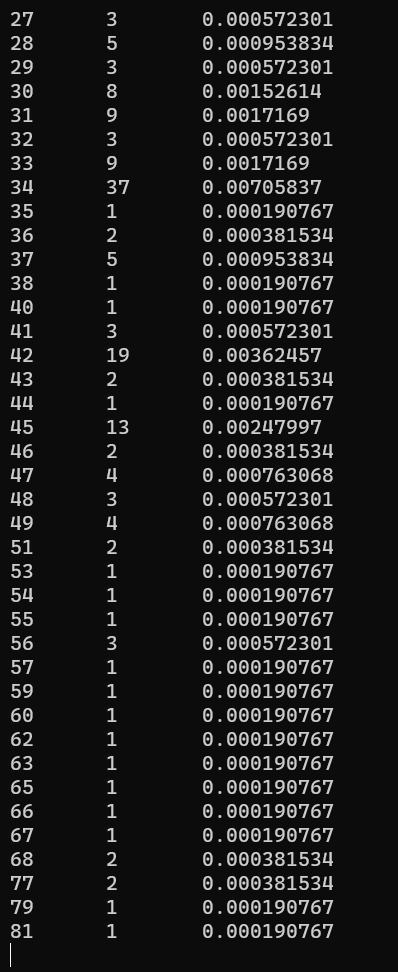 27 3 0.000572301
28 5 0.000953834
29 3 0.000572301
30 8 0.00152614
31 9 0.0017169
32 3 0.000572301
33 9 0.0017169
34 37 0.00705837
35 1 0.000190767
36 2 0.000381534
37 5 0.000953834
38 1 0.000190767
40 1 0.000190767
41 3 0.000572301
42 19 0.00362457
43 2 0.000381534
44 1 0.000190767
45 13 0.00247997
46 2 0.000381534
47 4 0.000763068
48 3 0.000572301
49 4 0.000763068
51 2 0.000381534
53 1 0.000190767
54 1 0.000190767
55 1 0.000190767
56 3 0.000572301
57 1 0.000190767
59 1 0.000190767
60 1 0.000190767
62 1 0.000190767
63 1 0.000190767
65 1 0.000190767
66 1 0.000190767
67 1 0.000190767
68 2 0.000381534
77 2 0.000381534
79 1 0.000190767
81 1 0.000190767